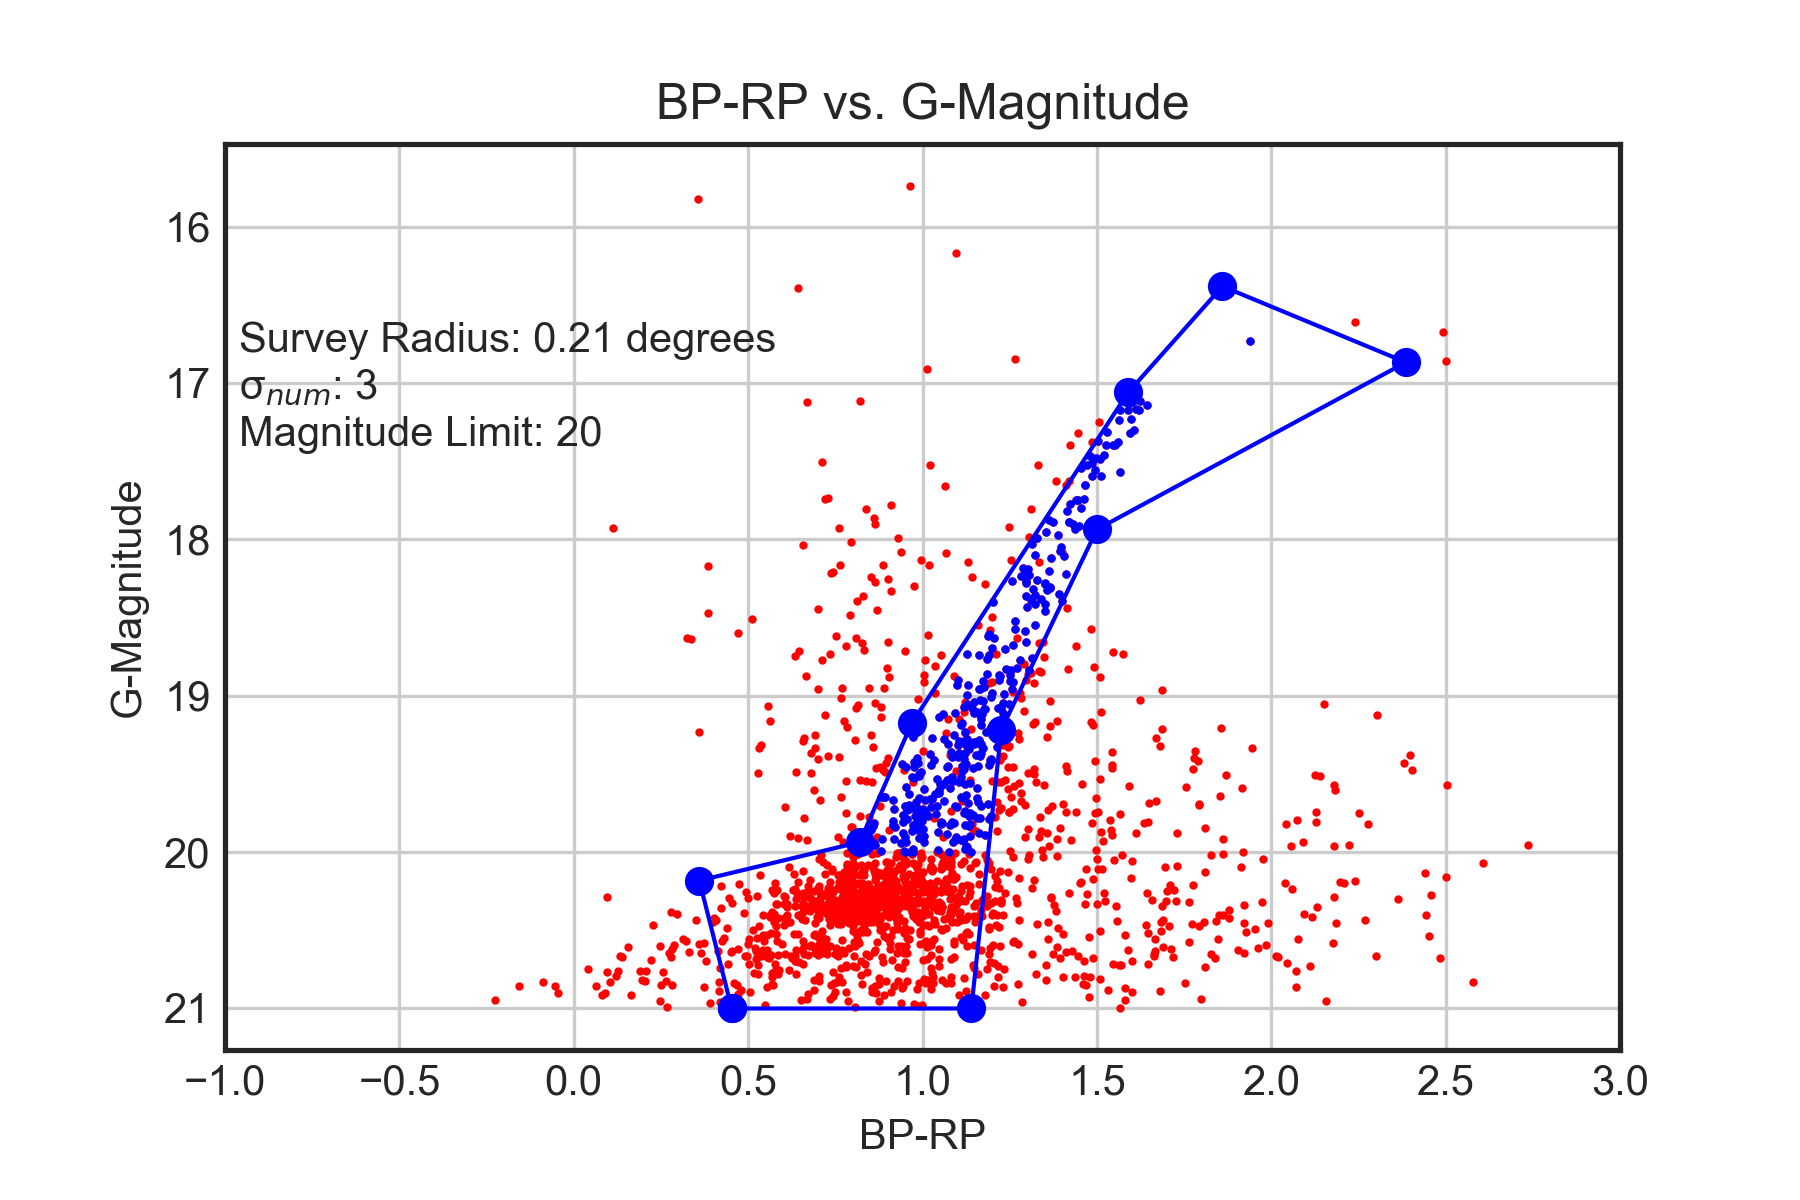 BP-RP vs. G-Magnitude
16
17
18
19
20
21
G-Magnitude
Survey Radius: 0.21 degrees
σnum: 3
Magnitude Limit: 20
−1.0 −0.5 0.0 0.5 1.0 1.5 2.0 2.5 3.0
BP-RP